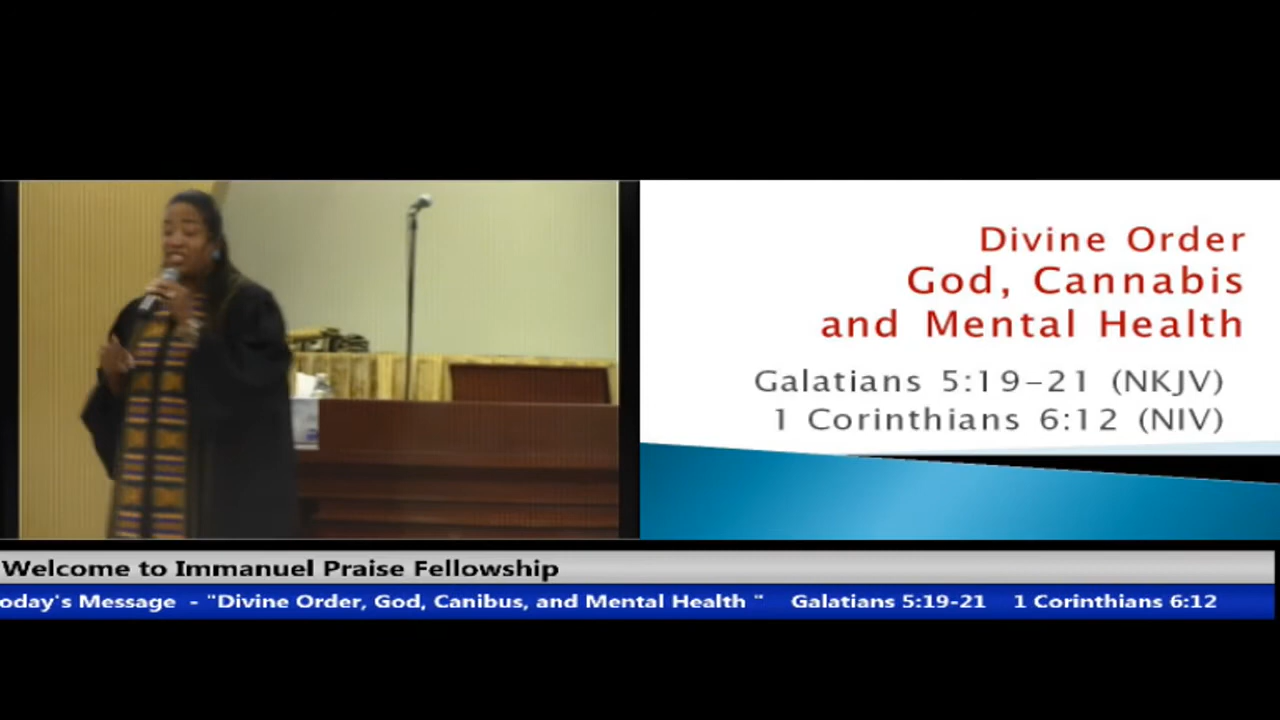 Divine Order
God, Cannabis
and Mental Health
Galatians 5:19-21 (NKJV)
1 Corinthians 6:12 (NIV)
Welcome to Immanuel Praise Fellowship
oday's Message - "Divine Order, God, Canibus, and Mental Health " Galatians 5:19-21 1 Corinthians 6:12